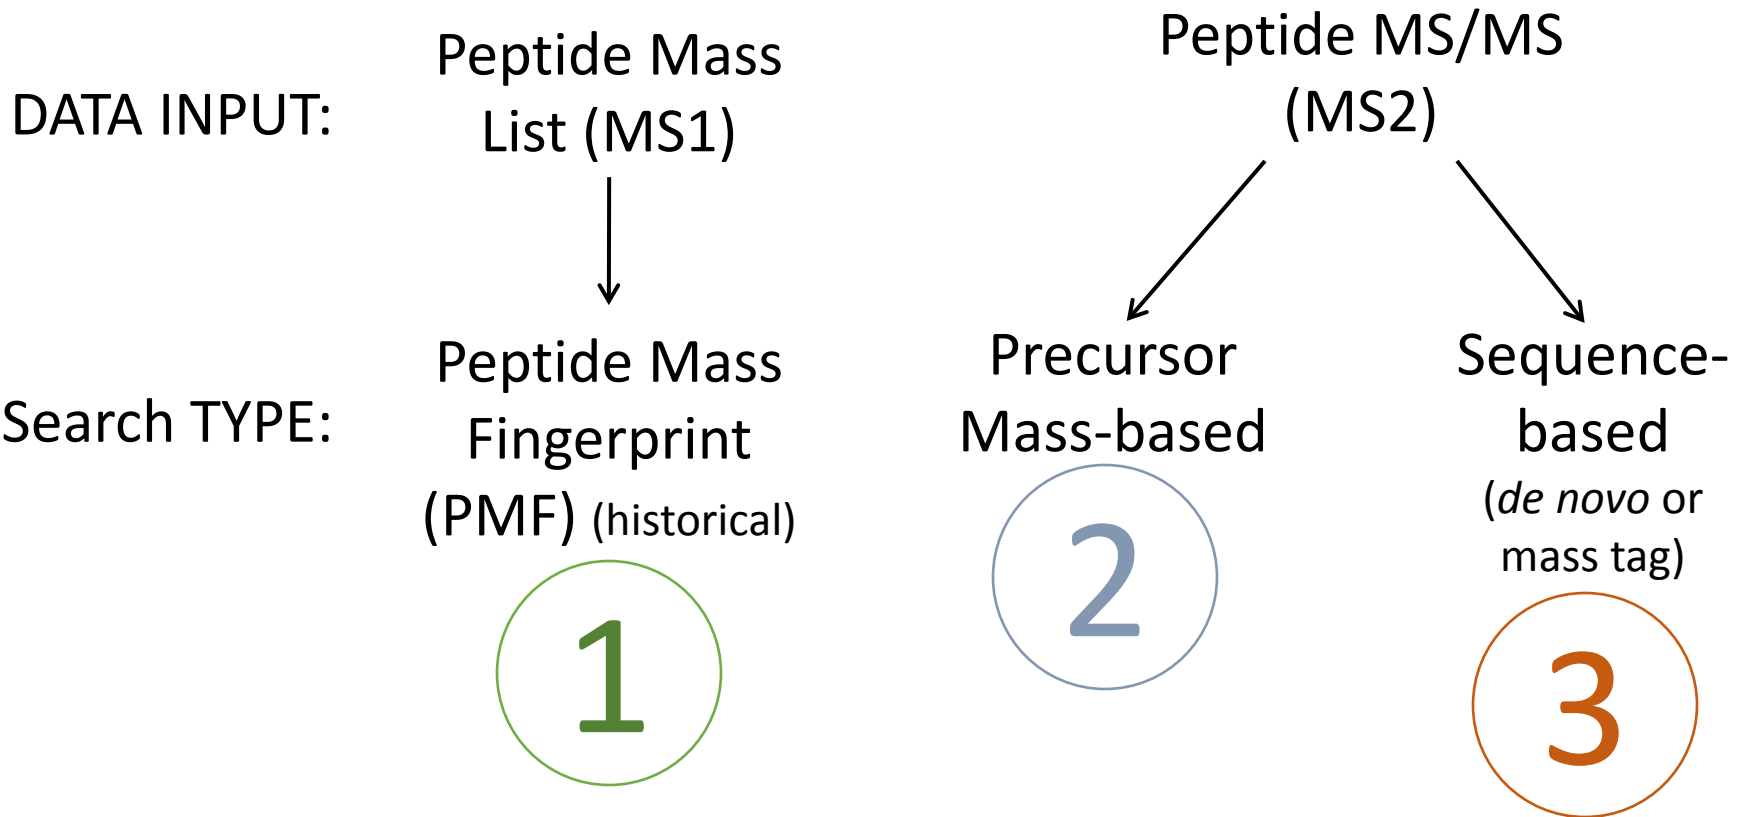 DATA INPUT:
Peptide Mass
List (MS1)
Peptide MS/MS
(MS2)
Search TYPE:
Peptide Mass
Fingerprint
(PMF) (historical)
1
Precursor
Mass-based
2
Sequence-
based
(de novo or
mass tag)
3